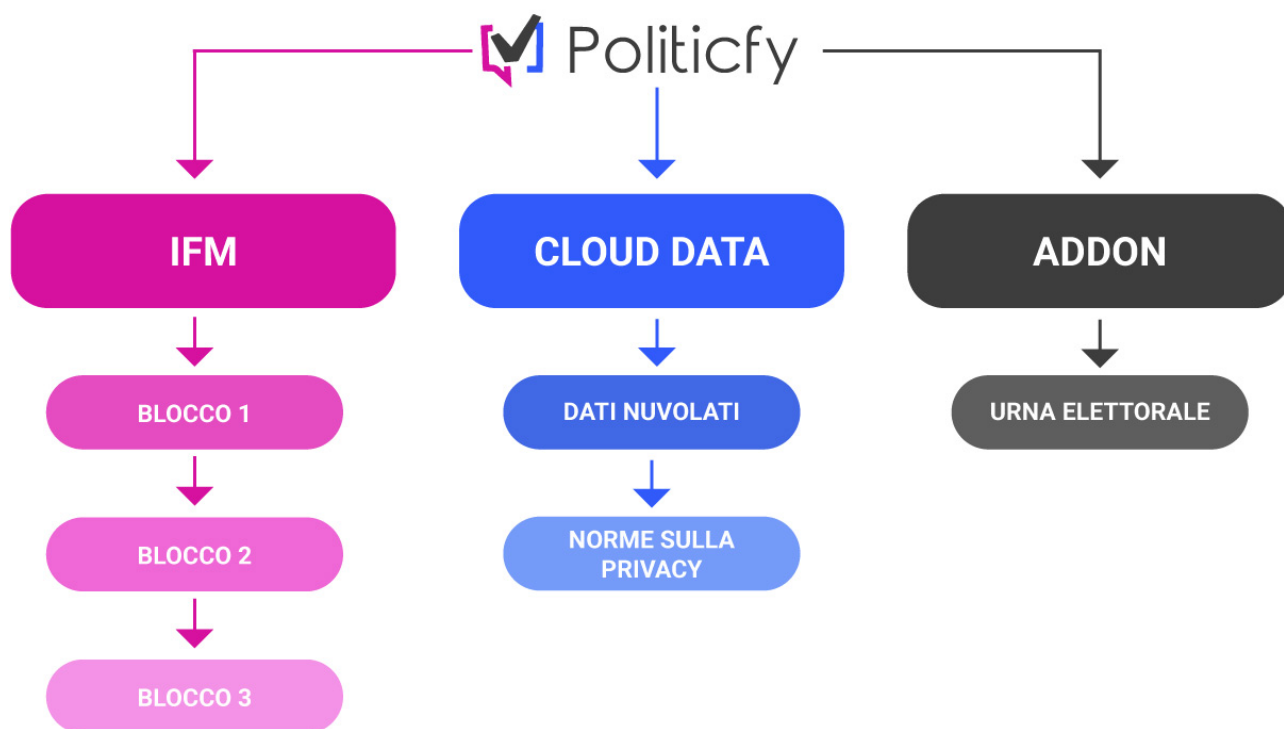 Politicfy
IFM
CLOUD DATA
ADDON
BLOCCO 1
DATI NUVOLATI
URNA ELETTORALE
BLOCCO 2
NORME SULLA
PRIVACY
BLOCCO 3